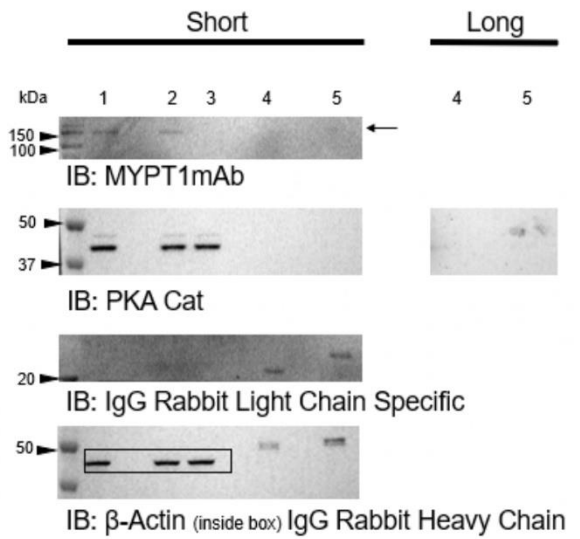 Short Long
kDa 1 2 3 4 5 4 5
150
100
IB: MYPT1mAb
50
37
IB: PKA Cat
20
IB: IgG Rabbit Light Chain Specific
50
IB: β-Actin (inside box) IgG Rabbit Heavy Chain